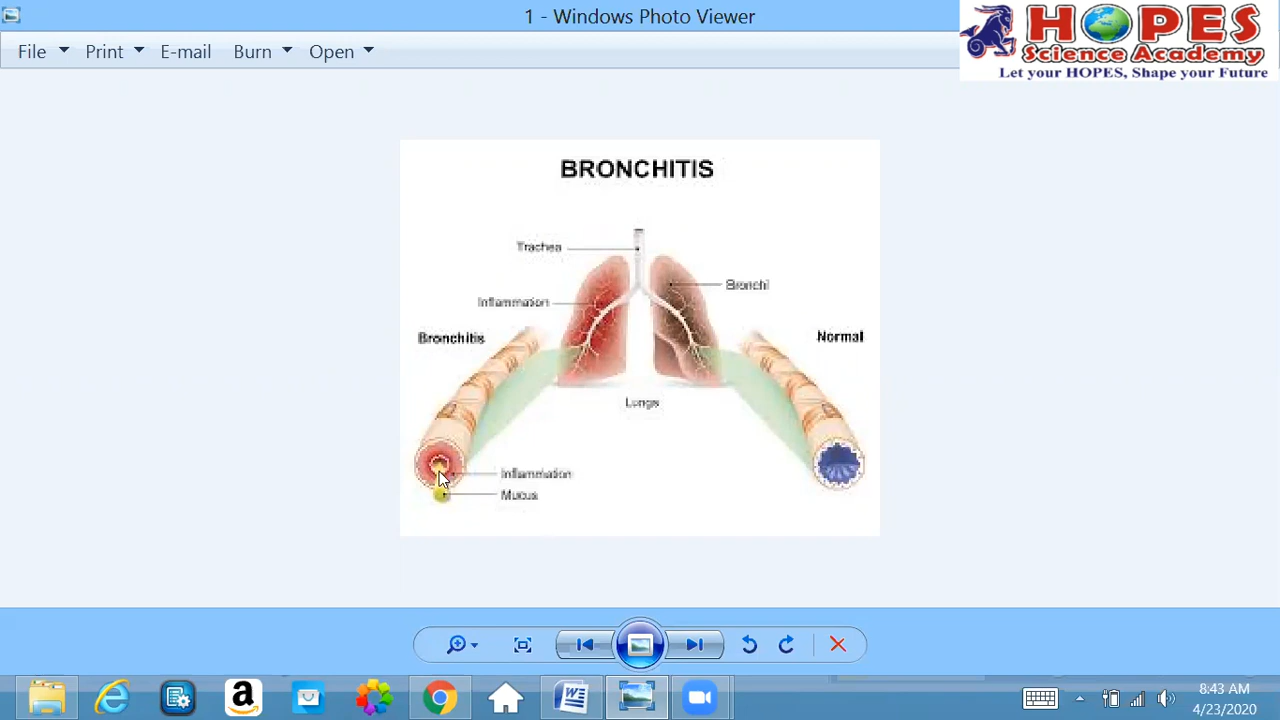 1 - Windows Photo Viewer
HOPES
Science Academy
Let your HOPES, Shape your Future
File Print E-mail Burn Open
BRONCHITIS
Trachea
Bronchi
Inflammation
Bronchitis
Normal
Lungs
Inflammation
Mucus
8:43 AM
4/23/2020